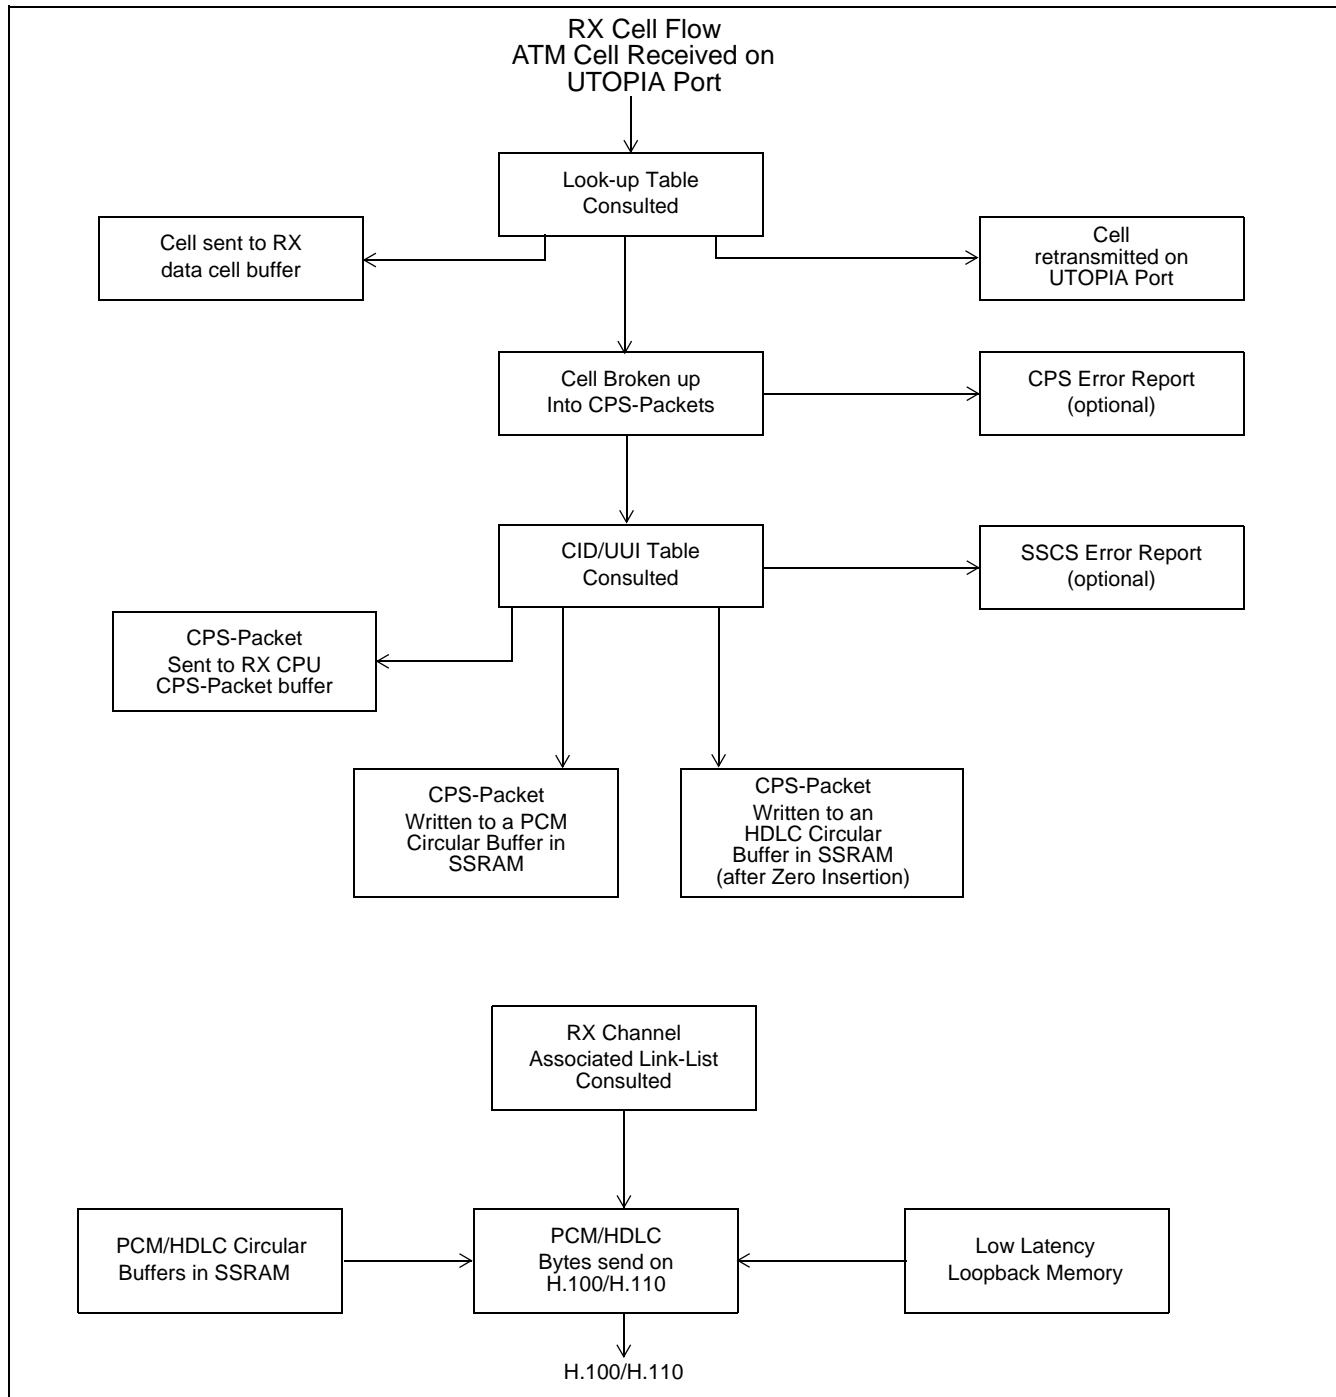 RX Cell Flow
ATM Cell Received on
UTOPIA Port
Look-up Table
Consulted
Cell sent to RX
data cell buffer
Cell
retransmitted on
UTOPIA Port
Cell Broken up
Into CPS-Packets
CPS Error Report
(optional)
CID/UUI Table
Consulted
SSCS Error Report
(optional)
CPS-Packet
Sent to RX CPU
CPS-Packet buffer
CPS-Packet
Written to a PCM
Circular Buffer in
SSRAM
CPS-Packet
Written to an
HDLC Circular
Buffer in SSRAM
(after Zero Insertion)
RX Channel
Associated Link-List
Consulted
PCM/HDLC Circular
Buffers in SSRAM
PCM/HDLC
Bytes send on
H.100/H.110
Low Latency
Loopback Memory
H.100/H.110